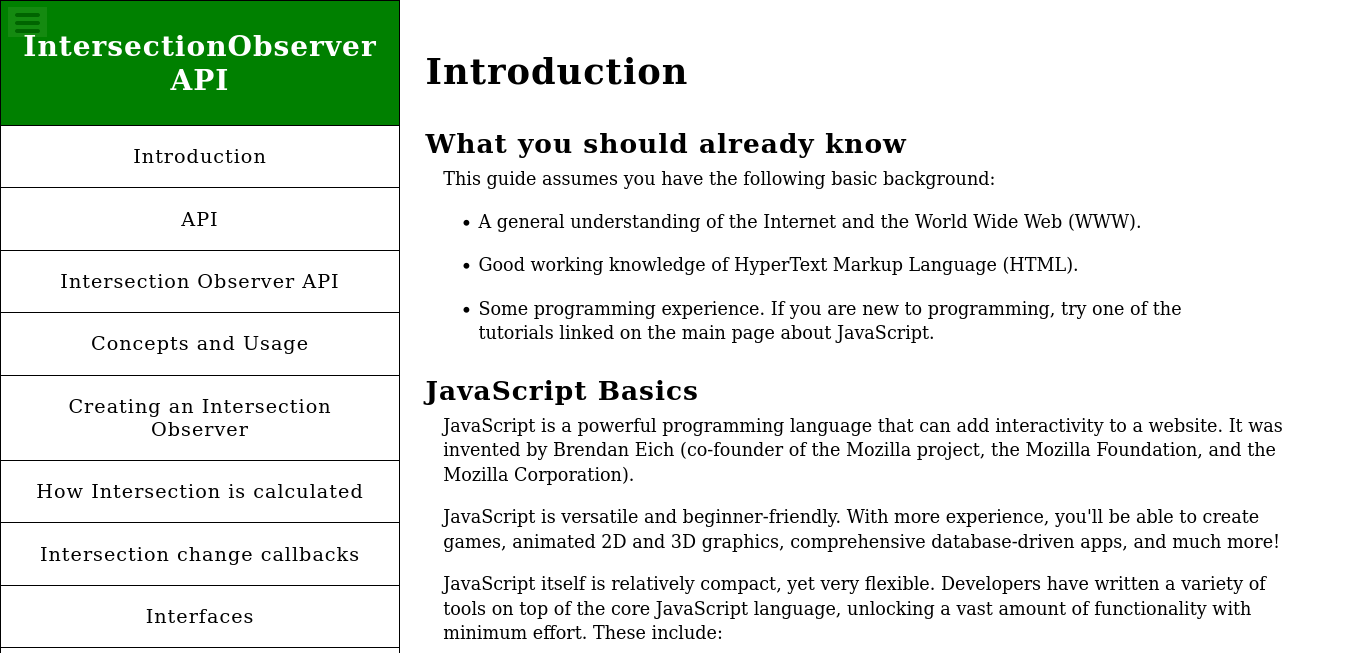 IntersectionObserver
API
Introduction
API
Intersection Observer API
Concepts and Usage
Creating an Intersection
Observer
How Intersection is calculated
Intersection change callbacks
Interfaces
Introduction
What you should already know
This guide assumes you have the following basic background:
• A general understanding of the Internet and the World Wide Web (WWW).
• Good working knowledge of HyperText Markup Language (HTML).
• Some programming experience. If you are new to programming, try one of the
tutorials linked on the main page about JavaScript.
JavaScript Basics
JavaScript is a powerful programming language that can add interactivity to a website. It was
invented by Brendan Eich (co-founder of the Mozilla project, the Mozilla Foundation, and the
Mozilla Corporation).
JavaScript is versatile and beginner-friendly. With more experience, you'll be able to create
games, animated 2D and 3D graphics, comprehensive database-driven apps, and much more!
JavaScript itself is relatively compact, yet very flexible. Developers have written a variety of
tools on top of the core JavaScript language, unlocking a vast amount of functionality with
minimum effort. These include: